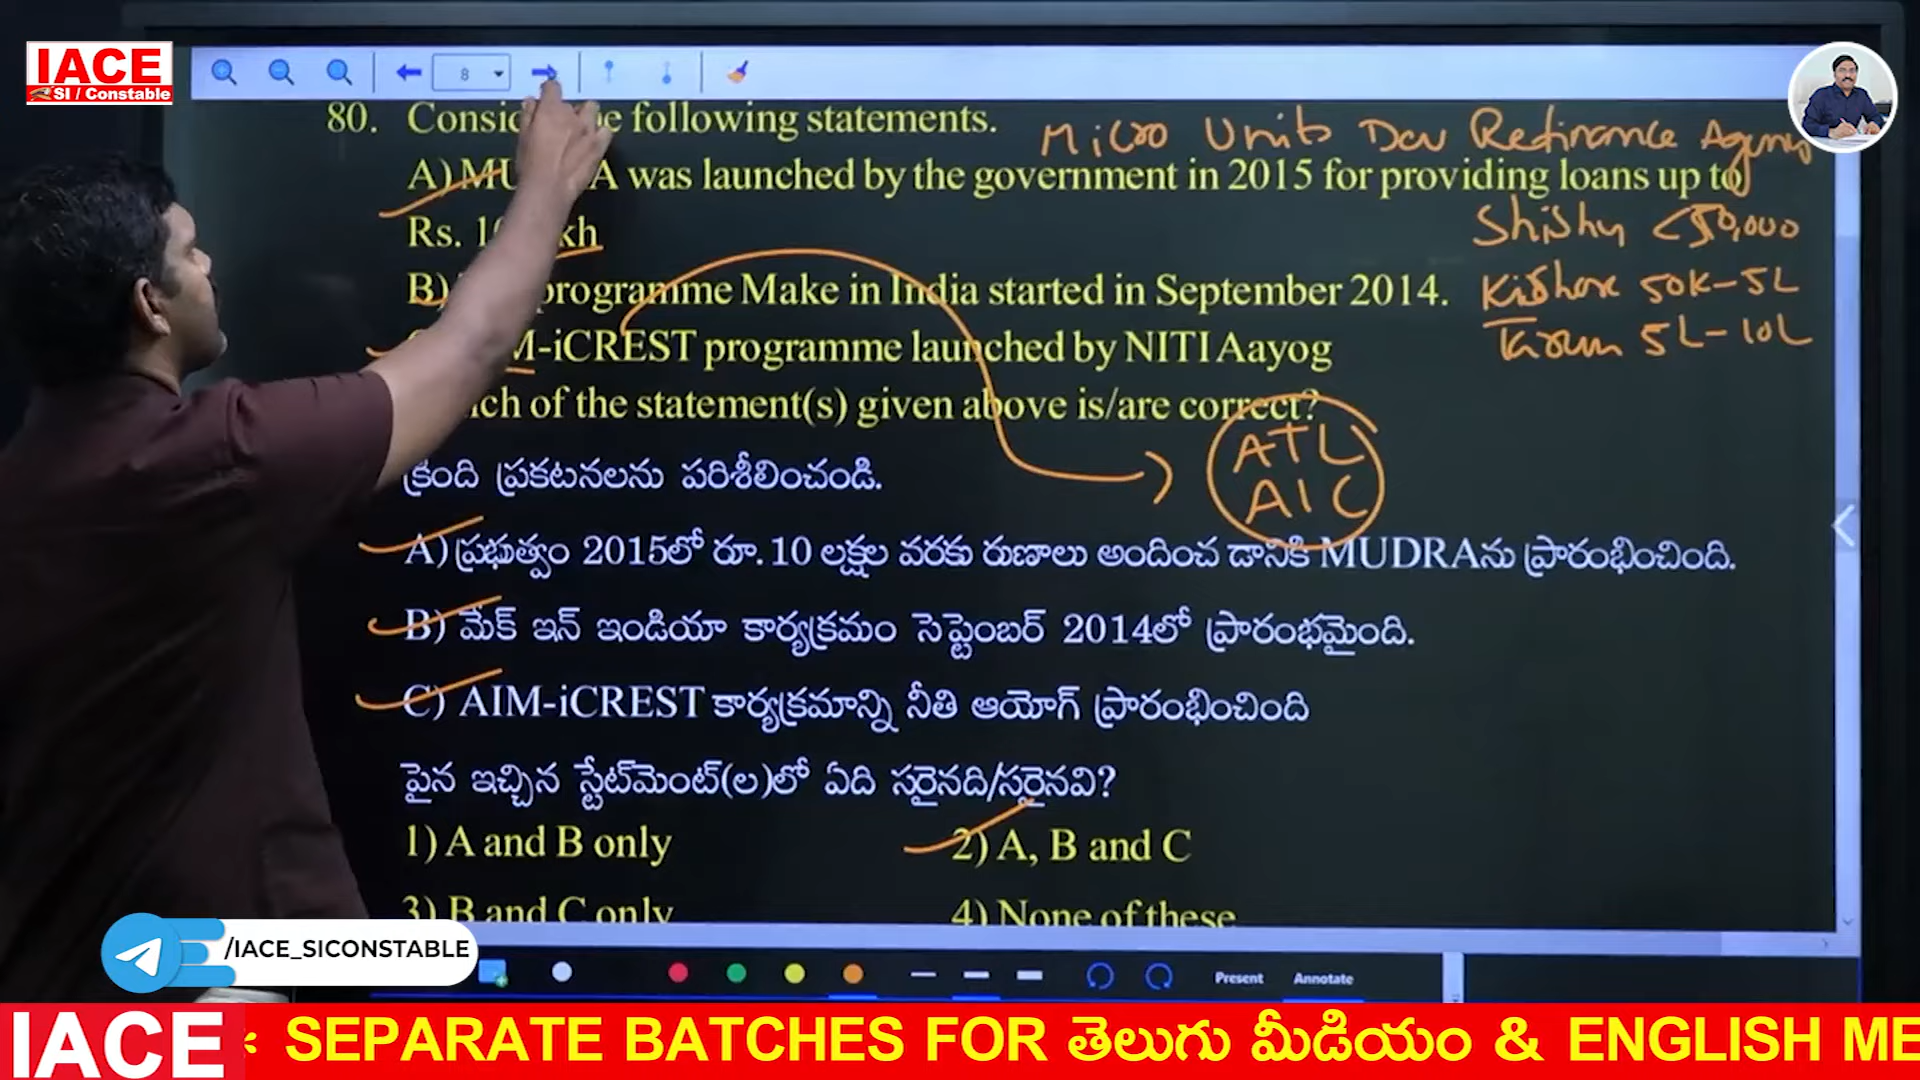 IACE
SI / Constable
8
80. Consid e following statements.
Micro Units Dev Refinance Agency
A) MU A was launched by the government in 2015 for providing loans up to
Rs. 10 kh
Shishu <50,000
B) programme Make in India started in September 2014.
Kishore 50K-5L
M-iCREST programme launched by NITI Aayog
5L-10L
ich of the statement(s) given above is/are correct?
ATL
AIC
క్రింది ప్రకటనలను పరిశీలించండి.
A) ప్రభుత్వం 2015లో రూ.10 లక్షల వరకు రుణాలు అందించ డానికి MUDRAను ప్రారంభించింది.
B) మేక్ ఇన్ ఇండియా కార్యక్రమం సెప్టెంబర్ 2014లో ప్రారంభమైంది.
C) AIM-iCREST కార్యక్రమాన్ని నీతి ఆయోగ్ ప్రారంభించింది
పైన ఇచ్చిన స్టేట్‌మెంట్(ల)లో ఏది సరైనది/సరైనవి?
1) A and B only
2) A, B and C
3) B and C only
4) None of these
/IACE_SICONSTABLE
Present
Annotate
IACE
SEPARATE BATCHES FOR తెలుగు మీడియం & ENGLISH ME